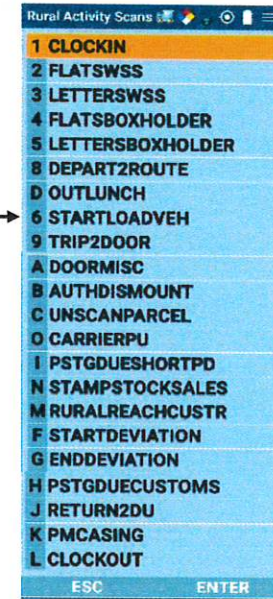 Rural Activity Scans
1 CLOCKIN
2 FLATSWSS
3 LETTERSWSS
4 FLATSBOXHOLDER
5 LETTERSBOXHOLDER
8 DEPART2ROUTE
D OUTLUNCH
6 STARTLOADVEH
9 TRIP2DOOR
A DOORMISC
B AUTHDISMOUNT
C UNSCANPARCEL
O CARRIERPU
I PSTGDUESHORTPD
N STAMPSTOCKSALES
M RURALREACHCUSTR
F STARTDEVIATION
G ENDDEVIATION
H PSTGDUECUSTOMS
J RETURN2DU
K PMCASING
L CLOCKOUT
ESC ENTER